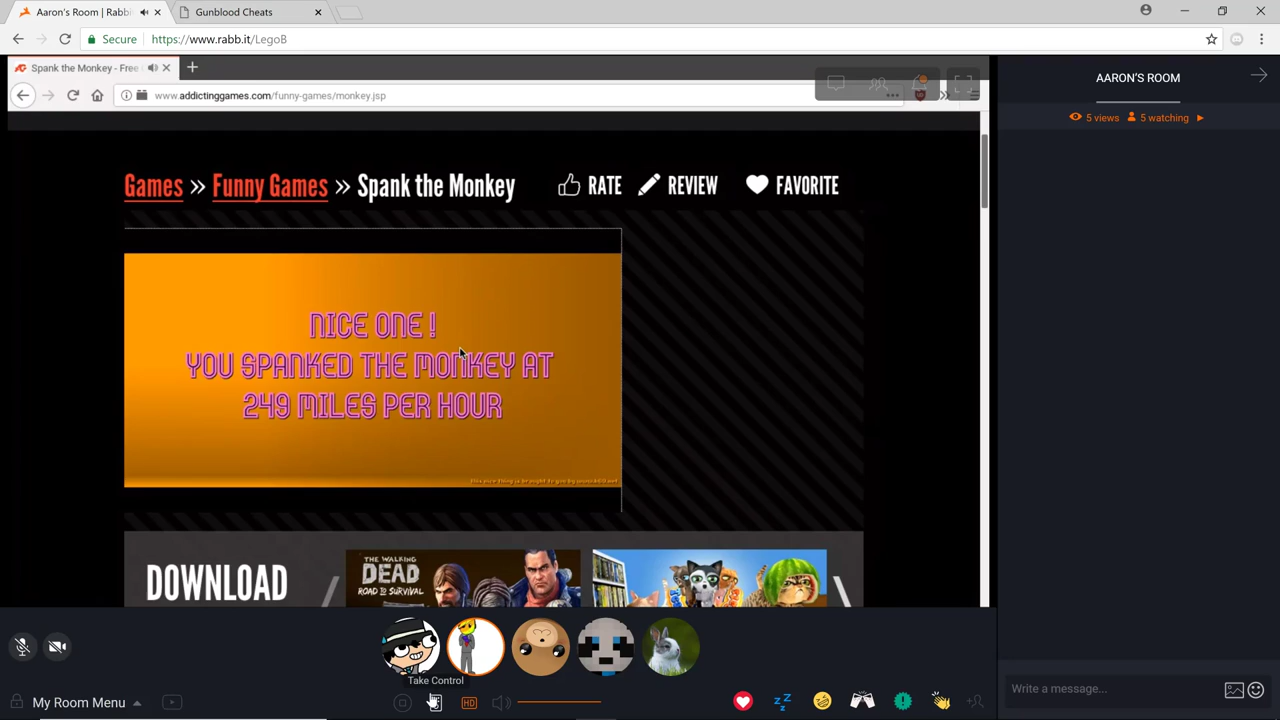 Aaron's Room | Rabbi
Gunblood Cheats
Secure
https://www.rabb.it/LegoB
Spank the Monkey - Free
www.addictinggames.com/funny-games/monkey.jsp
AARON'S ROOM
5 views
5 watching
Games » Funny Games » Spank the Monkey
RATE
REVIEW
FAVORITE
NICE ONE !
YOU SPANKED THE MONKEY AT
249 MILES PER HOUR
DOWNLOAD
THE WALKING
DEAD
ROAD TO SURVIVAL
Take Control
My Room Menu
HD
Write a message...